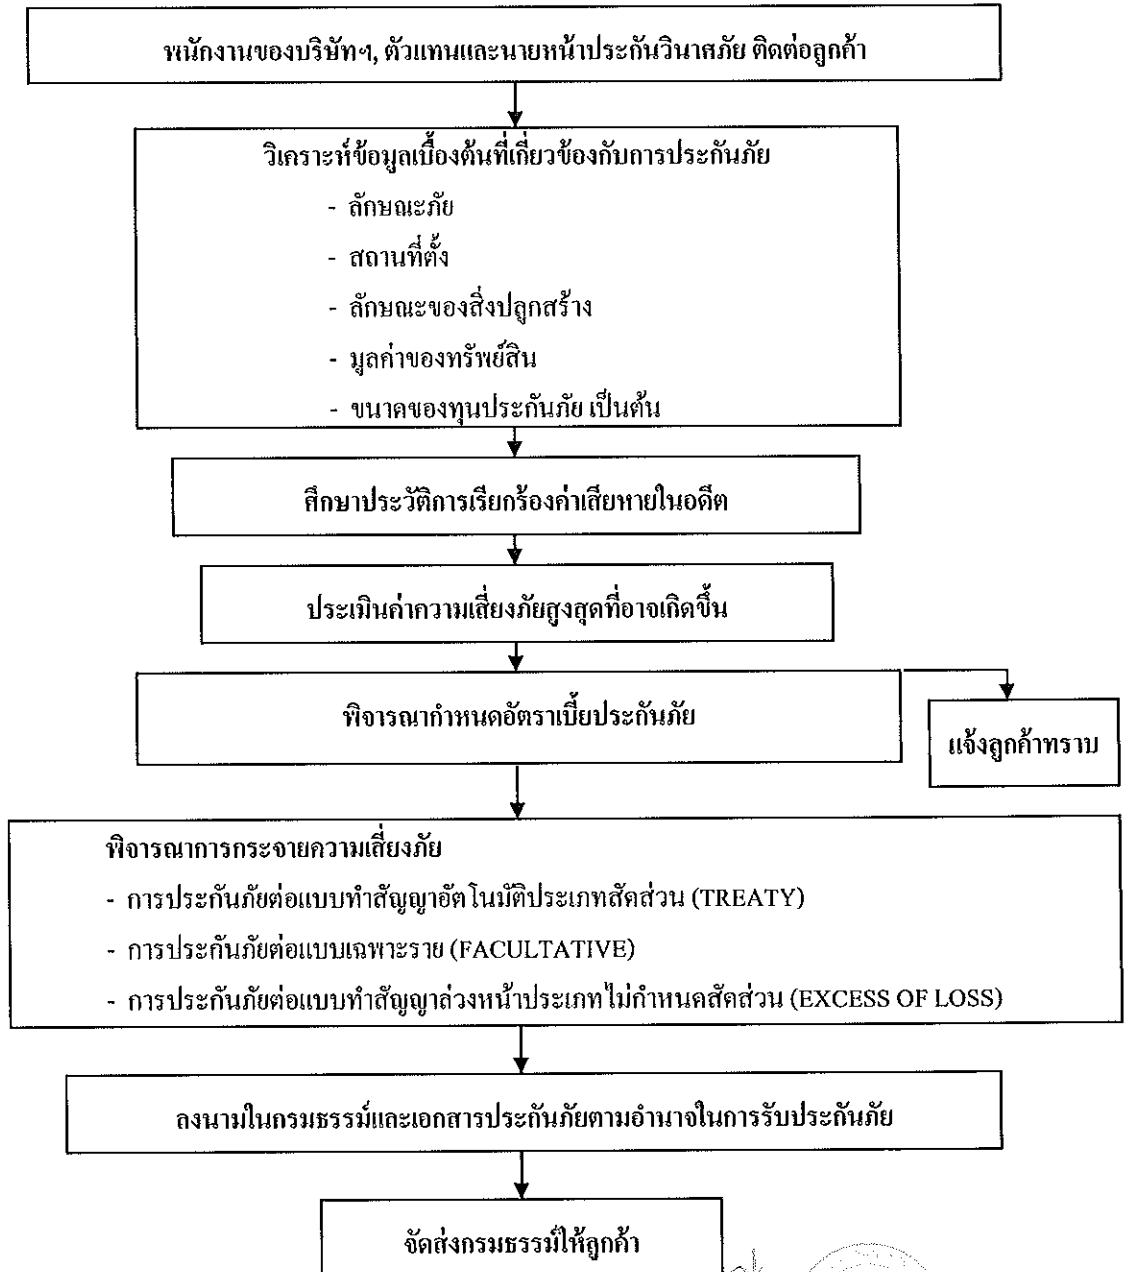 พนักงานของบริษัทฯ, ตัวแทนและนายหน้าประกันวินาศภัย ติดต่อลูกค้า
วิเคราะห์ข้อมูลเบื้องต้นที่เกี่ยวข้องกับการประกันภัย
- ลักษณะภัย
- สถานที่ตั้ง
- ลักษณะของสิ่งปลูกสร้าง
- มูลค่าของทรัพย์สิน
- ขนาดของทุนประกันภัย เป็นต้น
ศึกษาประวัติการเรียกร้องค่าเสียหายในอดีต
ประเมินค่าความเสี่ยงภัยสูงสุดที่อาจเกิดขึ้น
พิจารณากำหนดอัตราเบี้ยประกันภัย
แจ้งลูกค้าทราบ
พิจารณาการกระจายความเสี่ยงภัย
- การประกันภัยต่อแบบทำสัญญาอัตโนมัติประเภทสัดส่วน (TREATY)
- การประกันภัยต่อแบบเฉพาะราย (FACULTATIVE)
- การประกันภัยต่อแบบทำสัญญาล่วงหน้าประเภทไม่กำหนดสัดส่วน (EXCESS OF LOSS)
ลงนามในกรมธรรม์และเอกสารประกันภัยตามอำนาจในการรับประกันภัย
จัดส่งกรมธรรม์ให้ลูกค้า